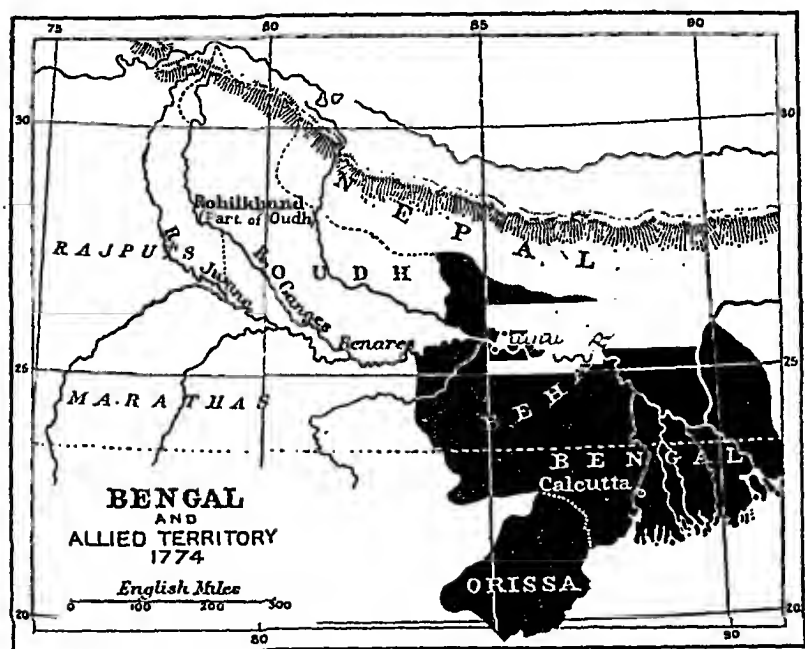 75 80 85 90
30 30
NEPAL
Rohilkhand
(Part of Oudh)
RAJPUTS
R. Jumna
OUDH
R. Ganges
Benares
25 25
MARATHAS
BEH
BENGAL
Calcutta
BENGAL
AND
ALLIED TERRITORY
1774
English Miles
0 100 200 300
ORISSA
20 20
80 90